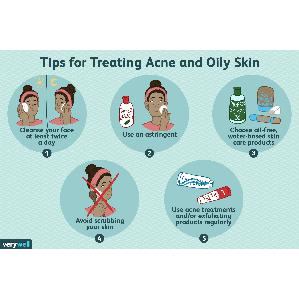 Tips for Treating Acne and Oily Skin
Cleanse your face
at least twice
a day
1
Use an astringent
2
Choose oil-free,
water-based skin
care products
3
Avoid scrubbing
your skin
4
Use acne treatments
and/or exfoliating
products regularly
5
verywell